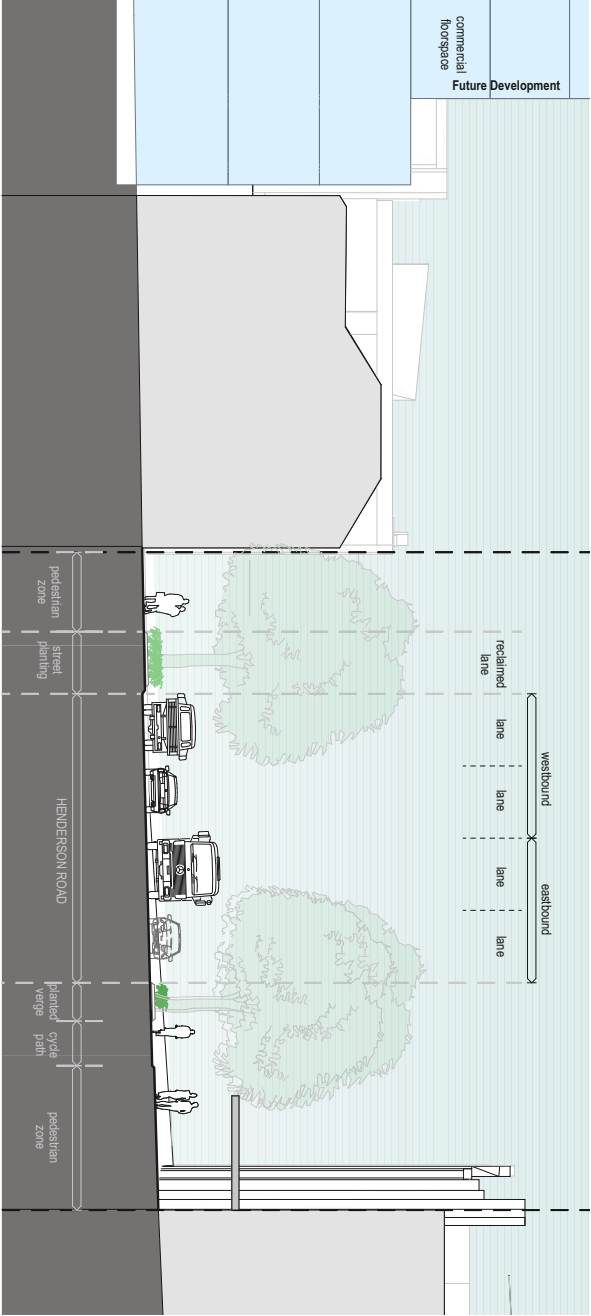 commercial
floorspace
Future Development
westbound
eastbound
reclaimed
lane
lane
lane
lane
lane
pedestrian
zone
street
planting
HENDERSON ROAD
planted
verge
cycle
path
pedestrian
zone